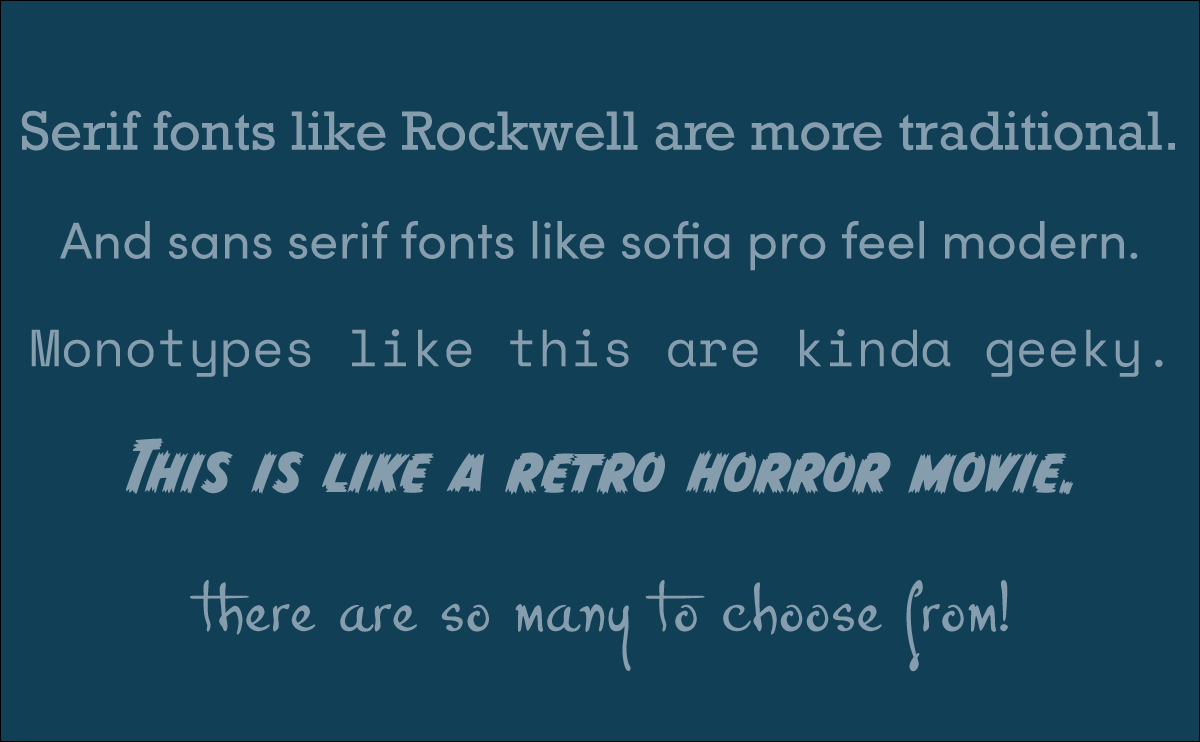 Serif fonts like Rockwell are more traditional.
And sans serif fonts like sofia pro feel modern.
Monotypes like this are kinda geeky.
This is like a retro horror movie.
there are so many to choose from!